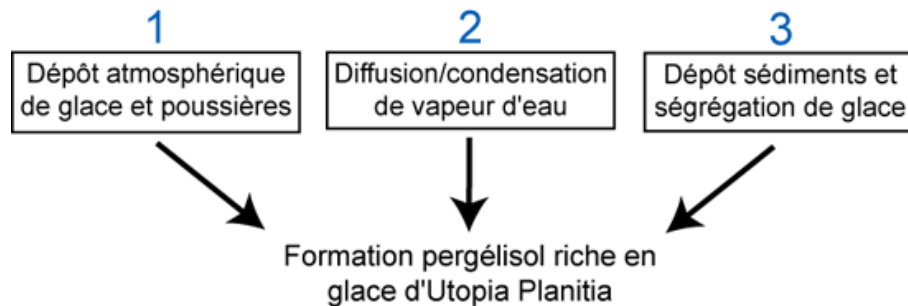 1
Dépôt atmosphérique
de glace et poussières
2
Diffusion/condensation
de vapeur d'eau
3
Dépôt sédiments et
ségrégation de glace
Formation pergélisol riche en
glace d'Utopia Planitia